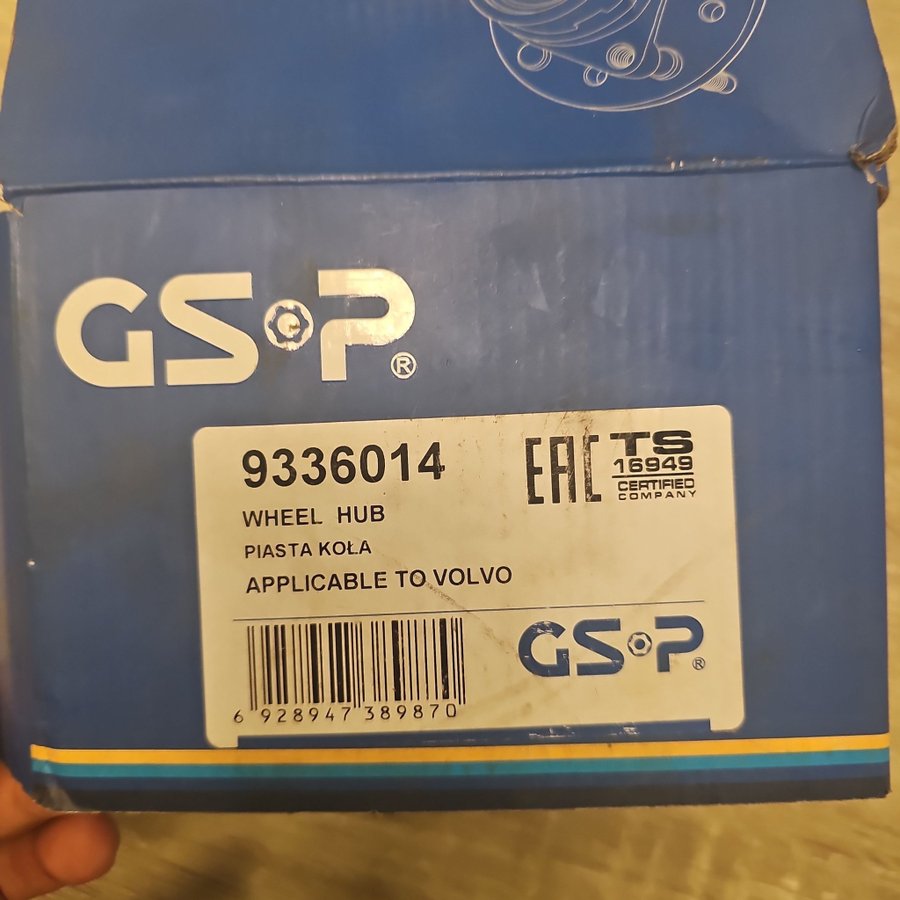 GSP®
9336014
EAC
TS
16949
CERTIFIED
COMPANY
WHEEL HUB
PIASTA KOŁA
APPLICABLE TO VOLVO
GSP®
6 928947 389870